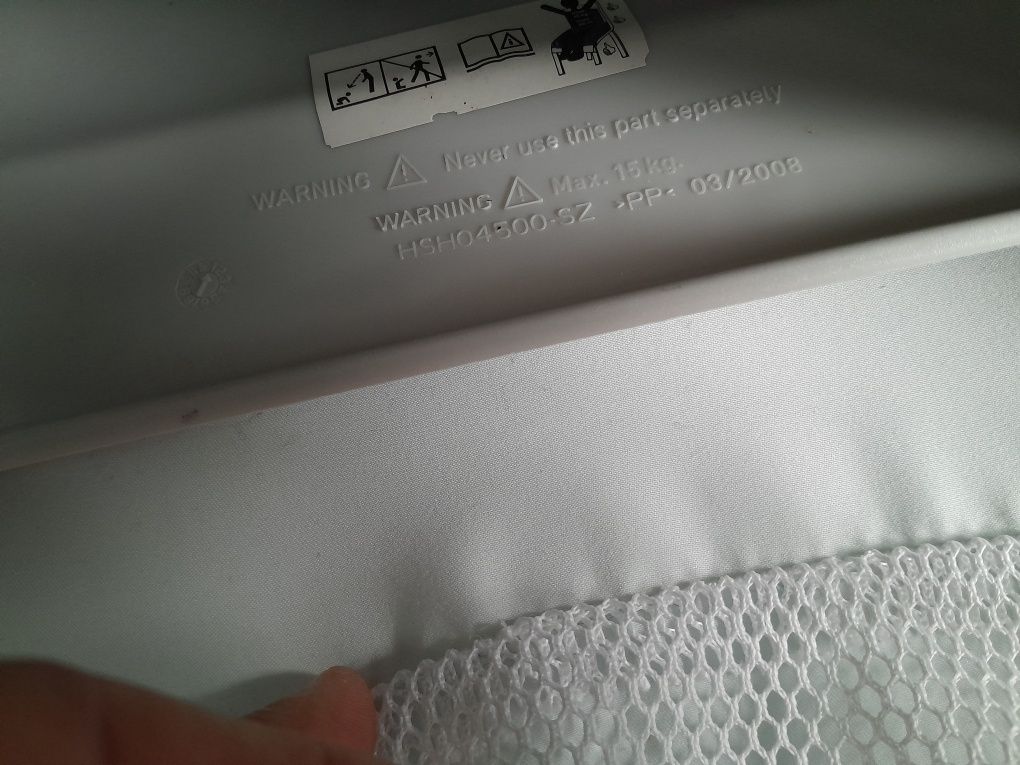 WARNING ⚠ Never use this part separately
WARNING ⚠ Max. 15 kg.
HSH04500-SZ >PP< 03/2008